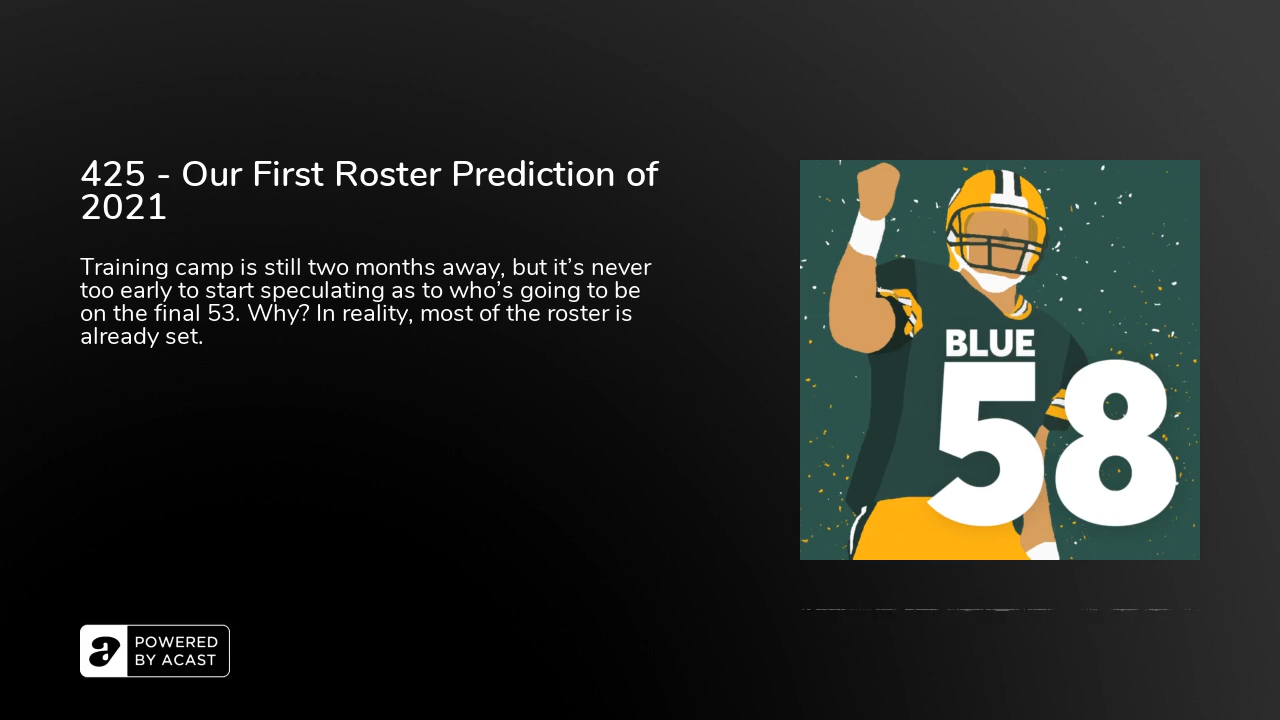 425 - Our First Roster Prediction of
2021
Training camp is still two months away, but it’s never
too early to start speculating as to who’s going to be
on the final 53. Why? In reality, most of the roster is
already set.
BLUE
58
POWERED
BY ACAST